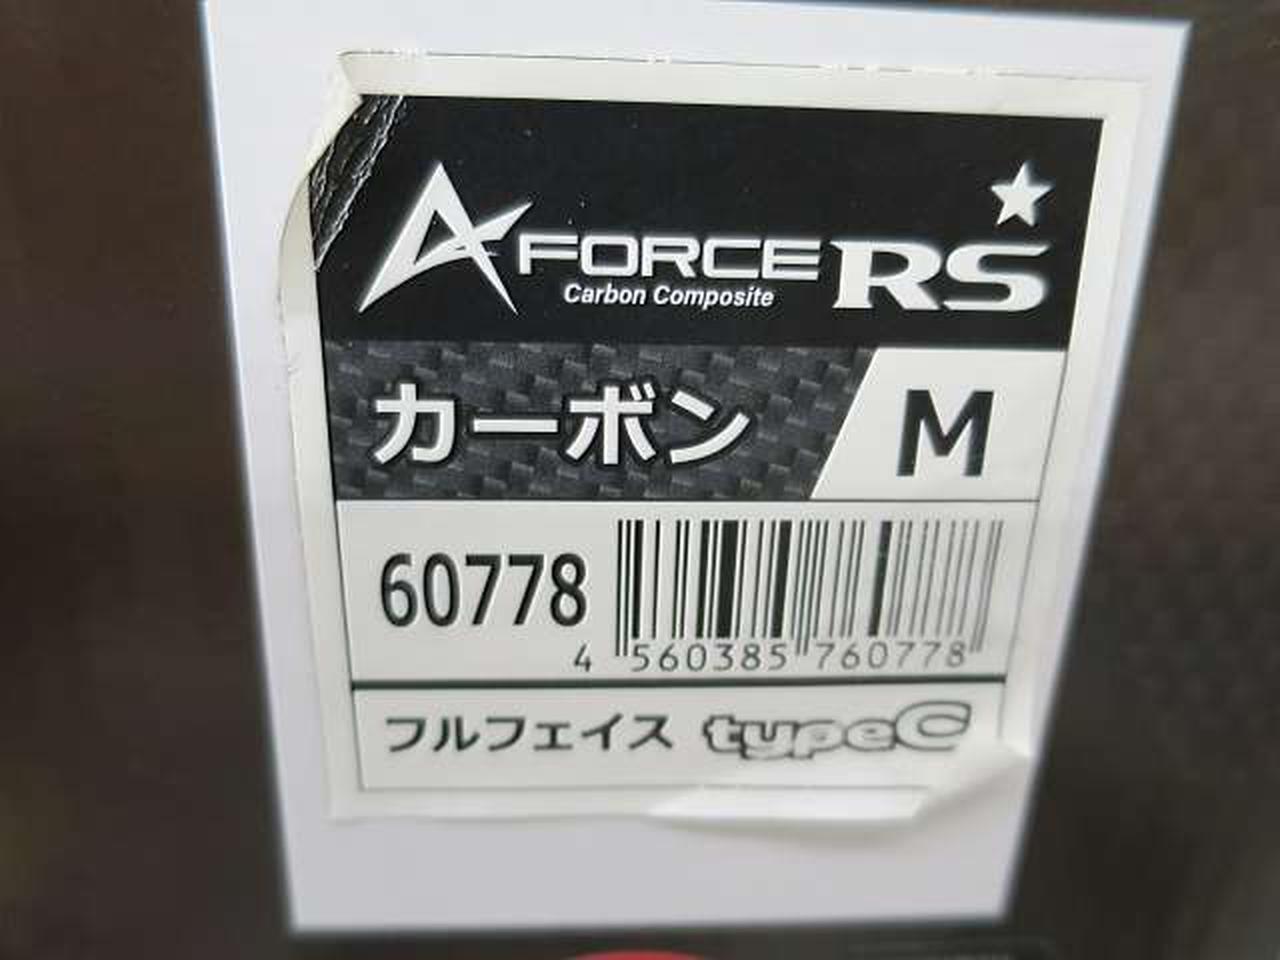 FORCE RS
Carbon Composite
カーボン M
60778
4 560385 760778
フルフェイス typeC